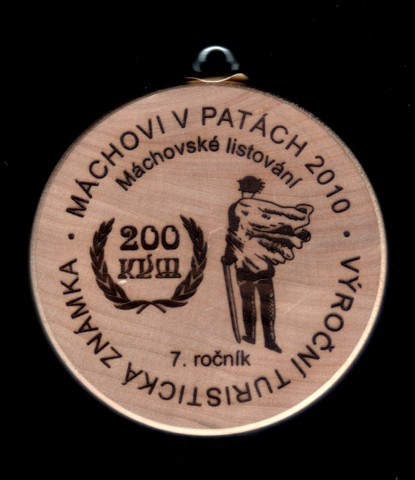 MÁCHOVI V PATÁCH 2010
Máchovské listování
200
7. ročník
• VÝROČNÍ TURISTICKÁ ZNÁMKA •